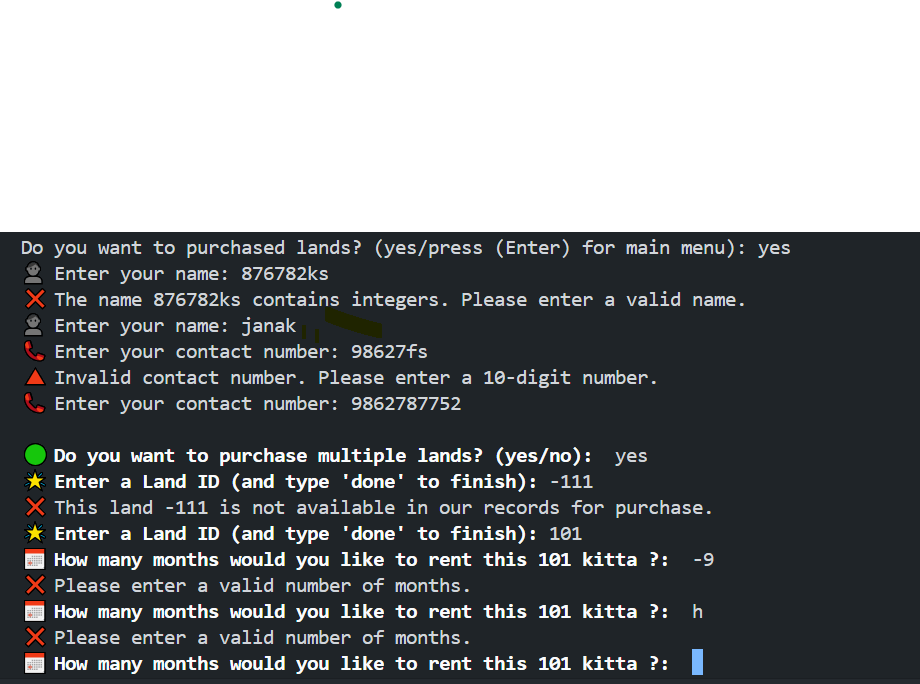 Do you want to purchased lands? (yes/press (Enter) for main menu): yes
Enter your name: 876782ks
The name 876782ks contains integers. Please enter a valid name.
Enter your name: janak
Enter your contact number: 98627fs
Invalid contact number. Please enter a 10-digit number.
Enter your contact number: 9862787752
Do you want to purchase multiple lands? (yes/no): yes
Enter a Land ID (and type 'done' to finish): -111
This land -111 is not available in our records for purchase.
Enter a Land ID (and type 'done' to finish): 101
How many months would you like to rent this 101 kitta ?: -9
Please enter a valid number of months.
How many months would you like to rent this 101 kitta ?: h
Please enter a valid number of months.
How many months would you like to rent this 101 kitta ?: